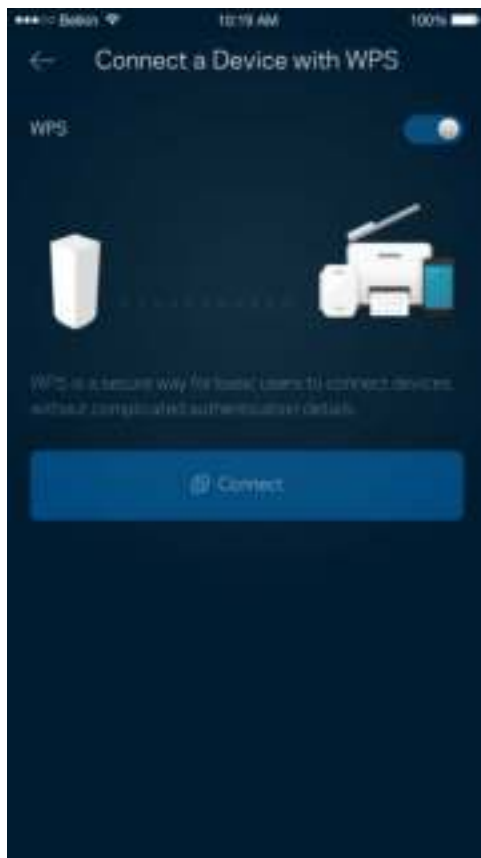 Belkin 10:19 AM 100%
Connect a Device with WPS
WPS
WPS is a secure way for basic users to connect devices
without complicated authentication details.
Connect